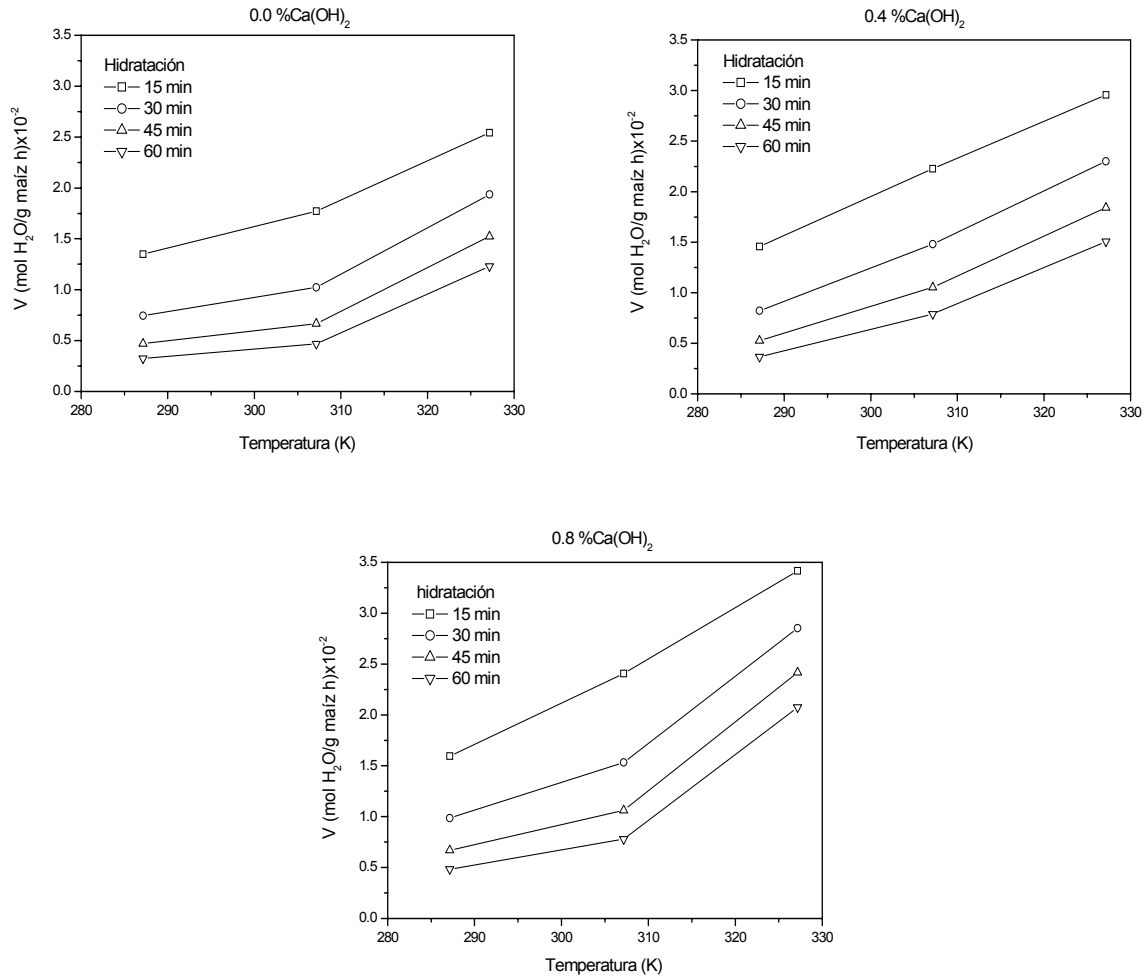 0.0 %Ca(OH)₂
3.5
3.0
2.5
2.0
1.5
1.0
0.5
0.0
V (mol H₂O/g maíz h)x10⁻²
Hidratación
15 min
30 min
45 min
60 min
280 290 300 310 320 330
Temperatura (K)
0.4 %Ca(OH)₂
3.5
3.0
2.5
2.0
1.5
1.0
0.5
0.0
V (mol H₂O/g maíz h)x10⁻²
Hidratación
15 min
30 min
45 min
60 min
280 290 300 310 320 330
Temperatura (K)
0.8 %Ca(OH)₂
3.5
3.0
2.5
2.0
1.5
1.0
0.5
0.0
V (mol H₂O/g maíz h)x10⁻²
hidratación
15 min
30 min
45 min
60 min
280 290 300 310 320 330
Temperatura (K)